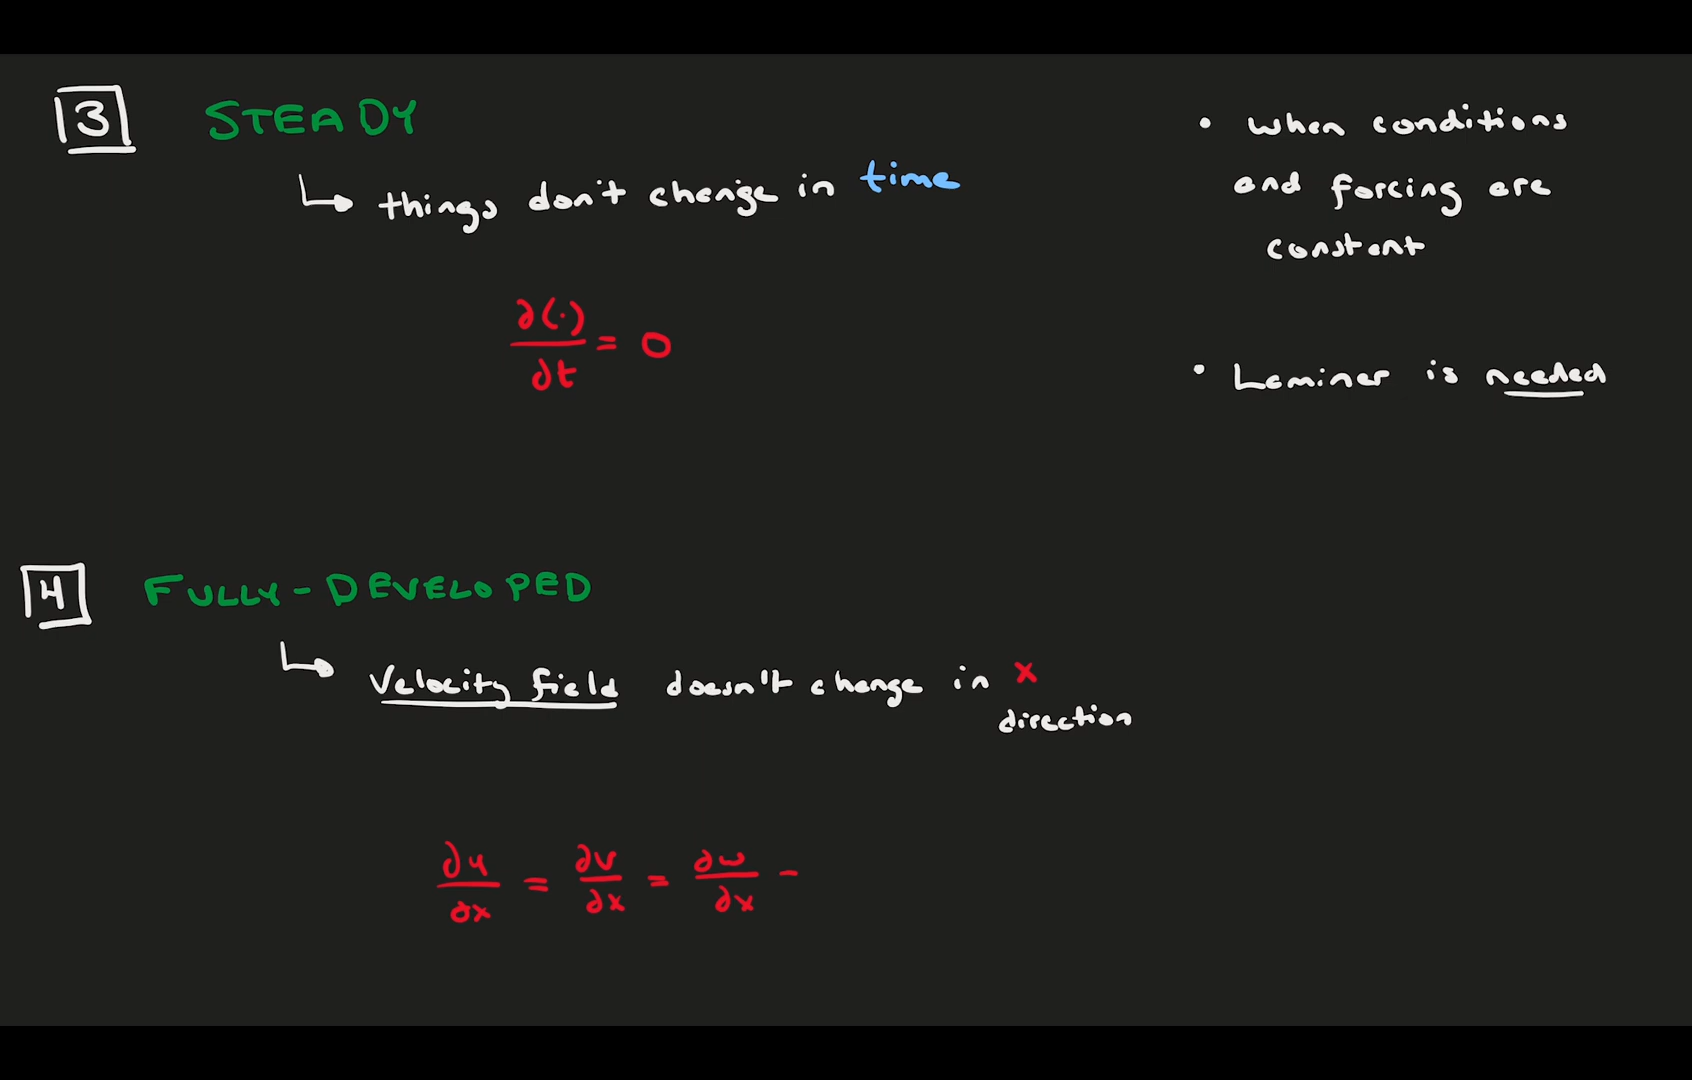 3 STEADY
↳ things don't change in time
∂(·)/∂t = 0
• when conditions
and forcing are
constant
• Laminar is needed
4 FULLY-DEVELOPED
↳ Velocity field doesn't change in x
direction
∂u/∂x = ∂v/∂x = ∂w/∂x -